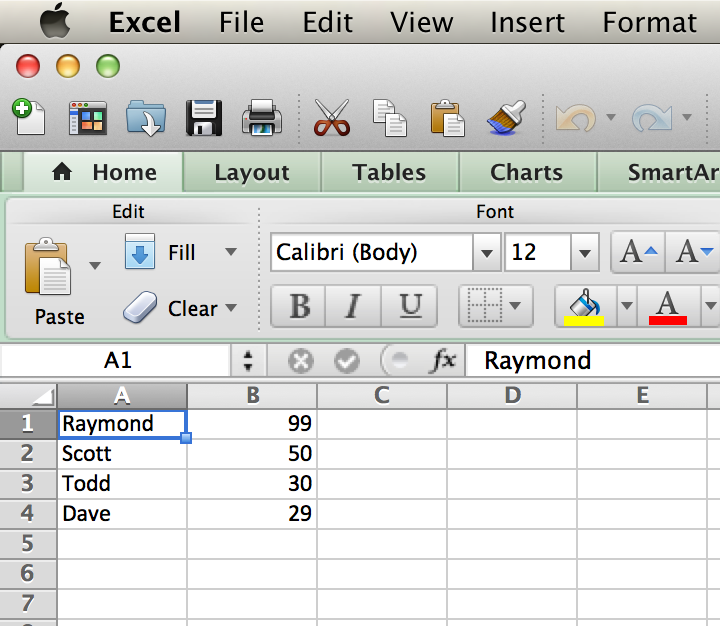 Excel File Edit View Insert Format
Home Layout Tables Charts SmartAr
Edit Font
Fill Calibri (Body) 12 A A
Paste Clear B I U A
A1 fx Raymond
A B C D E
1 Raymond 99
2 Scott 50
3 Todd 30
4 Dave 29
5
6
7